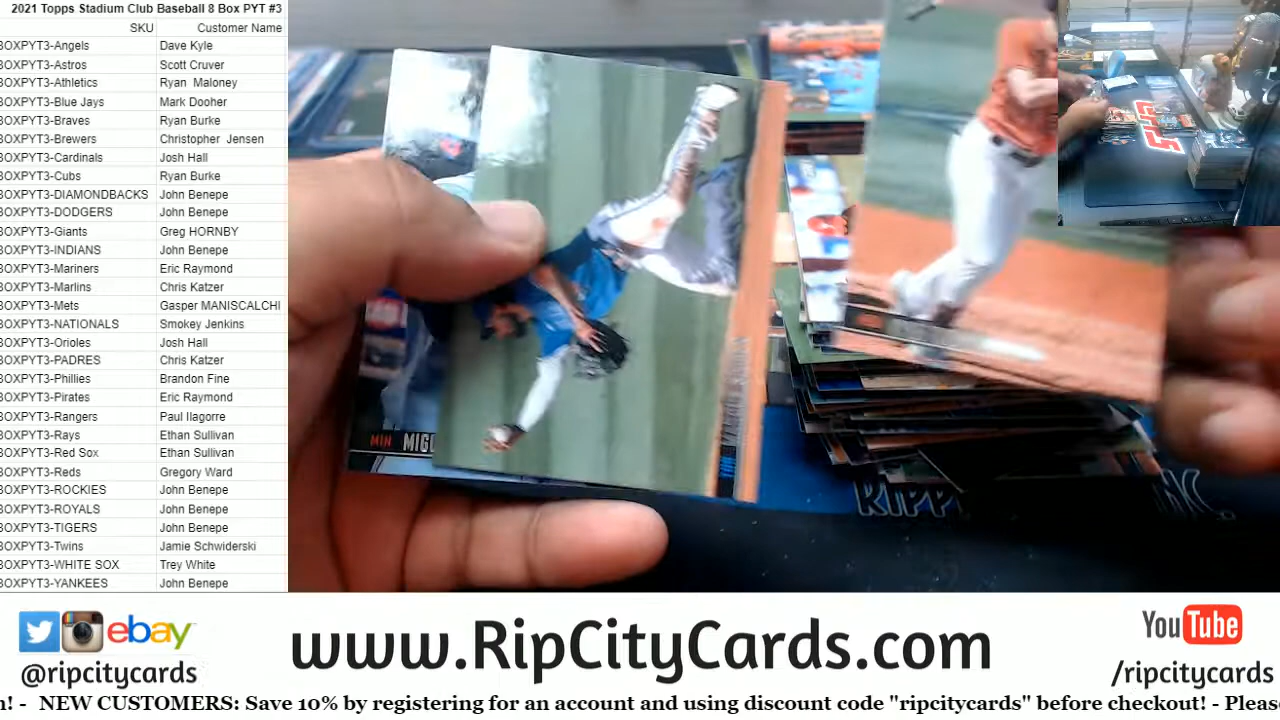 2021 Topps Stadium Club Baseball 8 Box PYT #3
SKU Customer Name
BOXPYT3-Angels Dave Kyle
BOXPYT3-Astros Scott Cruver
BOXPYT3-Athletics Ryan Maloney
BOXPYT3-Blue Jays Mark Dooher
BOXPYT3-Braves Ryan Burke
BOXPYT3-Brewers Christopher Jensen
BOXPYT3-Cardinals Josh Hall
BOXPYT3-Cubs Ryan Burke
BOXPYT3-DIAMONDBACKS John Benepe
BOXPYT3-DODGERS John Benepe
BOXPYT3-Giants Greg HORNBY
BOXPYT3-INDIANS John Benepe
BOXPYT3-Mariners Eric Raymond
BOXPYT3-Marlins Chris Katzer
BOXPYT3-Mets Gasper MANISCALCHI
BOXPYT3-NATIONALS Smokey Jenkins
BOXPYT3-Orioles Josh Hall
BOXPYT3-PADRES Chris Katzer
BOXPYT3-Phillies Brandon Fine
BOXPYT3-Pirates Eric Raymond
BOXPYT3-Rangers Paul Ilagorre
BOXPYT3-Rays Ethan Sullivan
BOXPYT3-Red Sox Ethan Sullivan
BOXPYT3-Reds Gregory Ward
BOXPYT3-ROCKIES John Benepe
BOXPYT3-ROYALS John Benepe
BOXPYT3-TIGERS John Benepe
BOXPYT3-Twins Jamie Schwiderski
BOXPYT3-WHITE SOX Trey White
BOXPYT3-YANKEES John Benepe
MIN MIG
RIPP
ebay
@ripcitycards
www.RipCityCards.com
YouTube
/ripcitycards
n! - NEW CUSTOMERS: Save 10% by registering for an account and using discount code "ripcitycards" before checkout! - Pleas